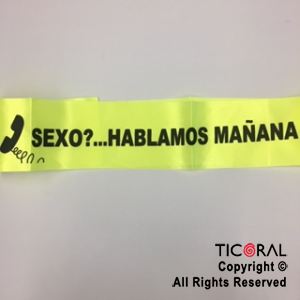 SEXO?...HABLAMOS MAÑANA
TICORAL
Copyright ©
All Rights Reserved